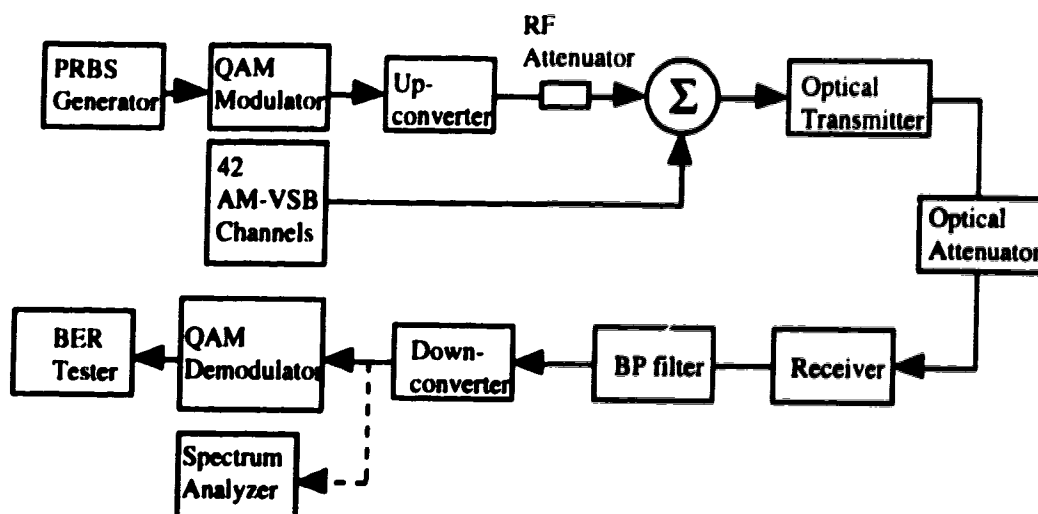 RF
Attenuator
PRBS
Generator
QAM
Modulator
Up-
converter
Σ
Optical
Transmitter
42
AM-VSB
Channels
Optical
Attenuator
BER
Tester
QAM
Demodulator
Down-
converter
BP filter
Receiver
Spectrum
Analyzer